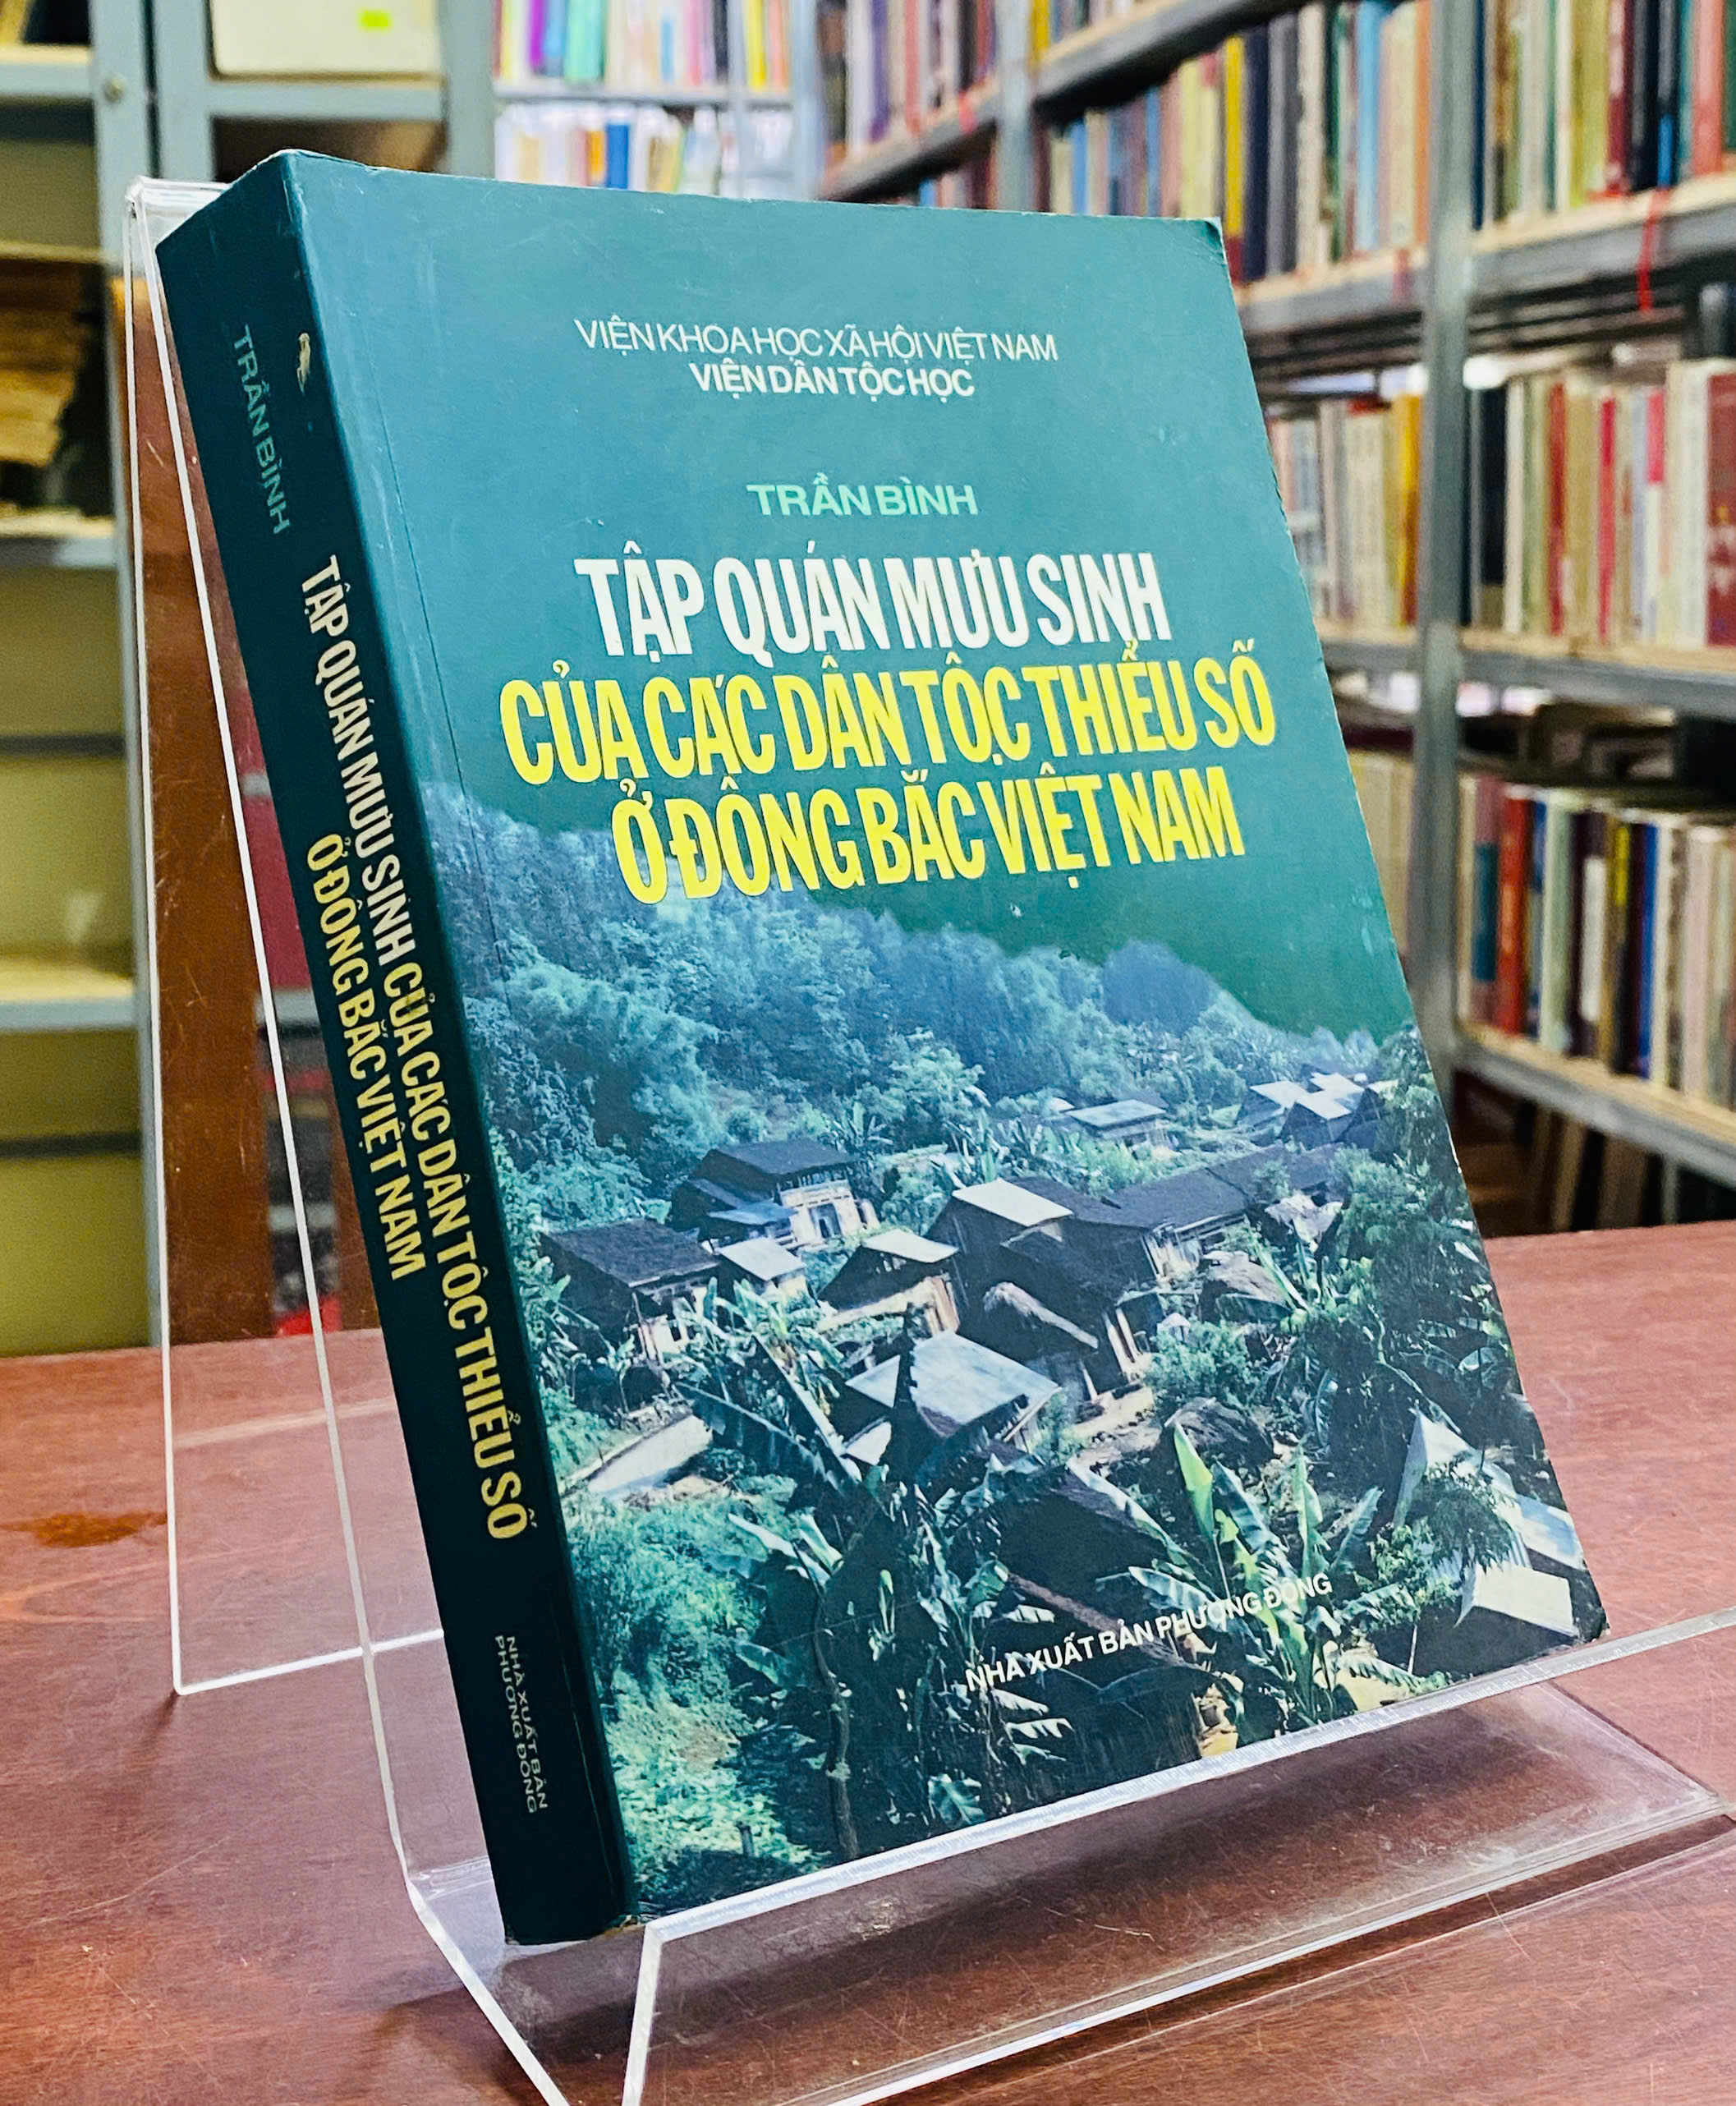 VIỆN KHOA HỌC XÃ HỘI VIỆT NAM
VIỆN DÂN TỘC HỌC
TRẦN BÌNH
TẬP QUÁN MƯU SINH
CỦA CÁC DÂN TỘC THIỂU SỐ
Ở ĐÔNG BẮC VIỆT NAM
NHÀ XUẤT BẢN PHƯƠNG ĐÔNG
TRẦN BÌNH
TẬP QUÁN MƯU SINH CỦA CÁC DÂN TỘC THIỂU SỐ
Ở ĐÔNG BẮC VIỆT NAM
NHÀ XUẤT BẢN
PHƯƠNG ĐÔNG